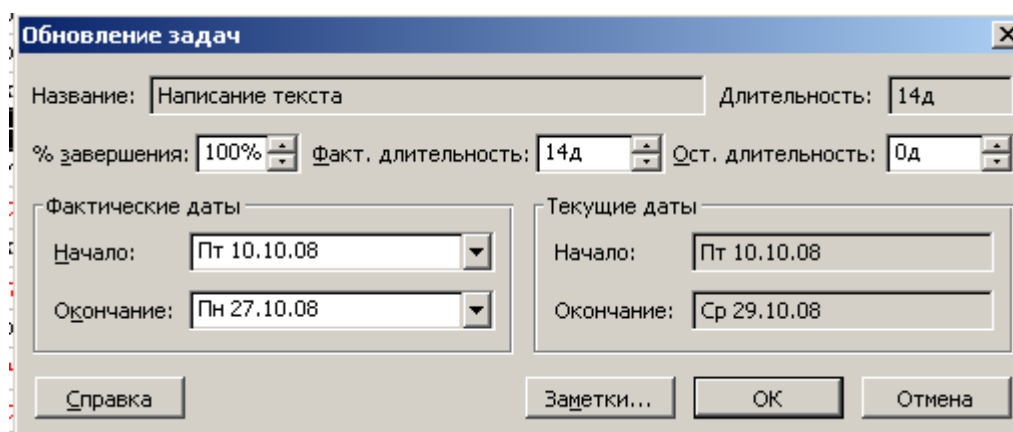 Обновление задач
Название: Написание текста Длительность: 14д
% завершения: 100% Факт. длительность: 14д Ост. длительность: 0д
Фактические даты Текущие даты
Начало: Пт 10.10.08 Начало: Пт 10.10.08
Окончание: Пн 27.10.08 Окончание: Ср 29.10.08
Справка Заметки... ОК Отмена